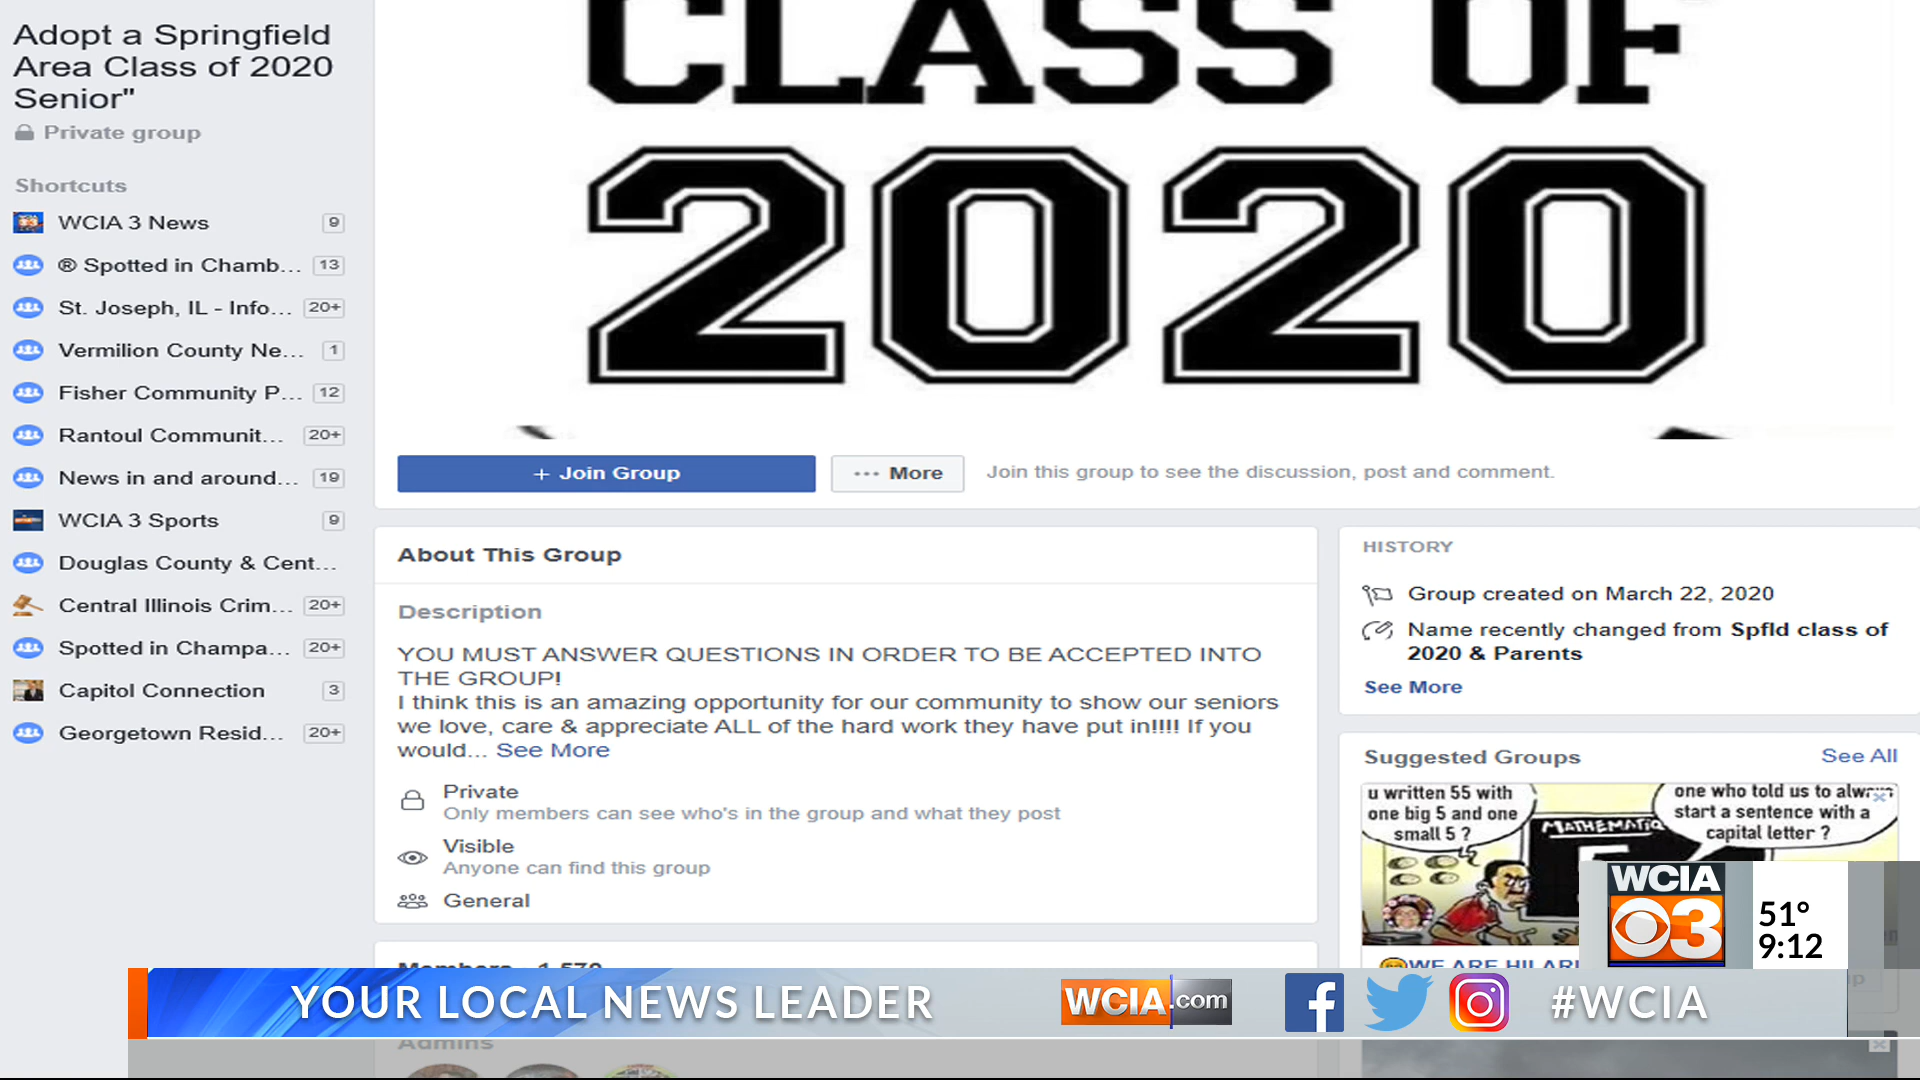 Adopt a Springfield
Area Class of 2020
Senior"
Private group
Shortcuts
WCIA 3 News 9
® Spotted in Chamb... 13
St. Joseph, IL - Info... 20+
Vermilion County Ne... 1
Fisher Community P... 12
Rantoul Communit... 20+
News in and around... 19
WCIA 3 Sports 9
Douglas County & Cent...
Central Illinois Crim... 20+
Spotted in Champa... 20+
Capitol Connection 3
Georgetown Resid... 20+
CLASS OF
2020
+ Join Group
••• More
Join this group to see the discussion, post and comment.
About This Group
Description
YOU MUST ANSWER QUESTIONS IN ORDER TO BE ACCEPTED INTO
THE GROUP!
I think this is an amazing opportunity for our community to show our seniors
we love, care & appreciate ALL of the hard work they have put in!!!! If you
would... See More
Private
Only members can see who's in the group and what they post
Visible
Anyone can find this group
General
Admins
HISTORY
Group created on March 22, 2020
Name recently changed from Spfld class of
2020 & Parents
See More
Suggested Groups See All
u written 55 with
one big 5 and one
small 5 ?
one who told us to always
start a sentence with a
capital letter ?
MATHEMATIC
WE ARE HILARI
WCIA
3
51°
9:12
YOUR LOCAL NEWS LEADER
WCIA.com
#WCIA